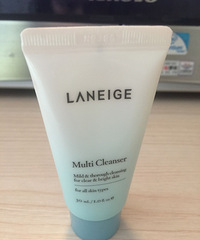 LANEIGE
Multi Cleanser
Mild & thorough cleansing
for clear & bright skin
for all skin types